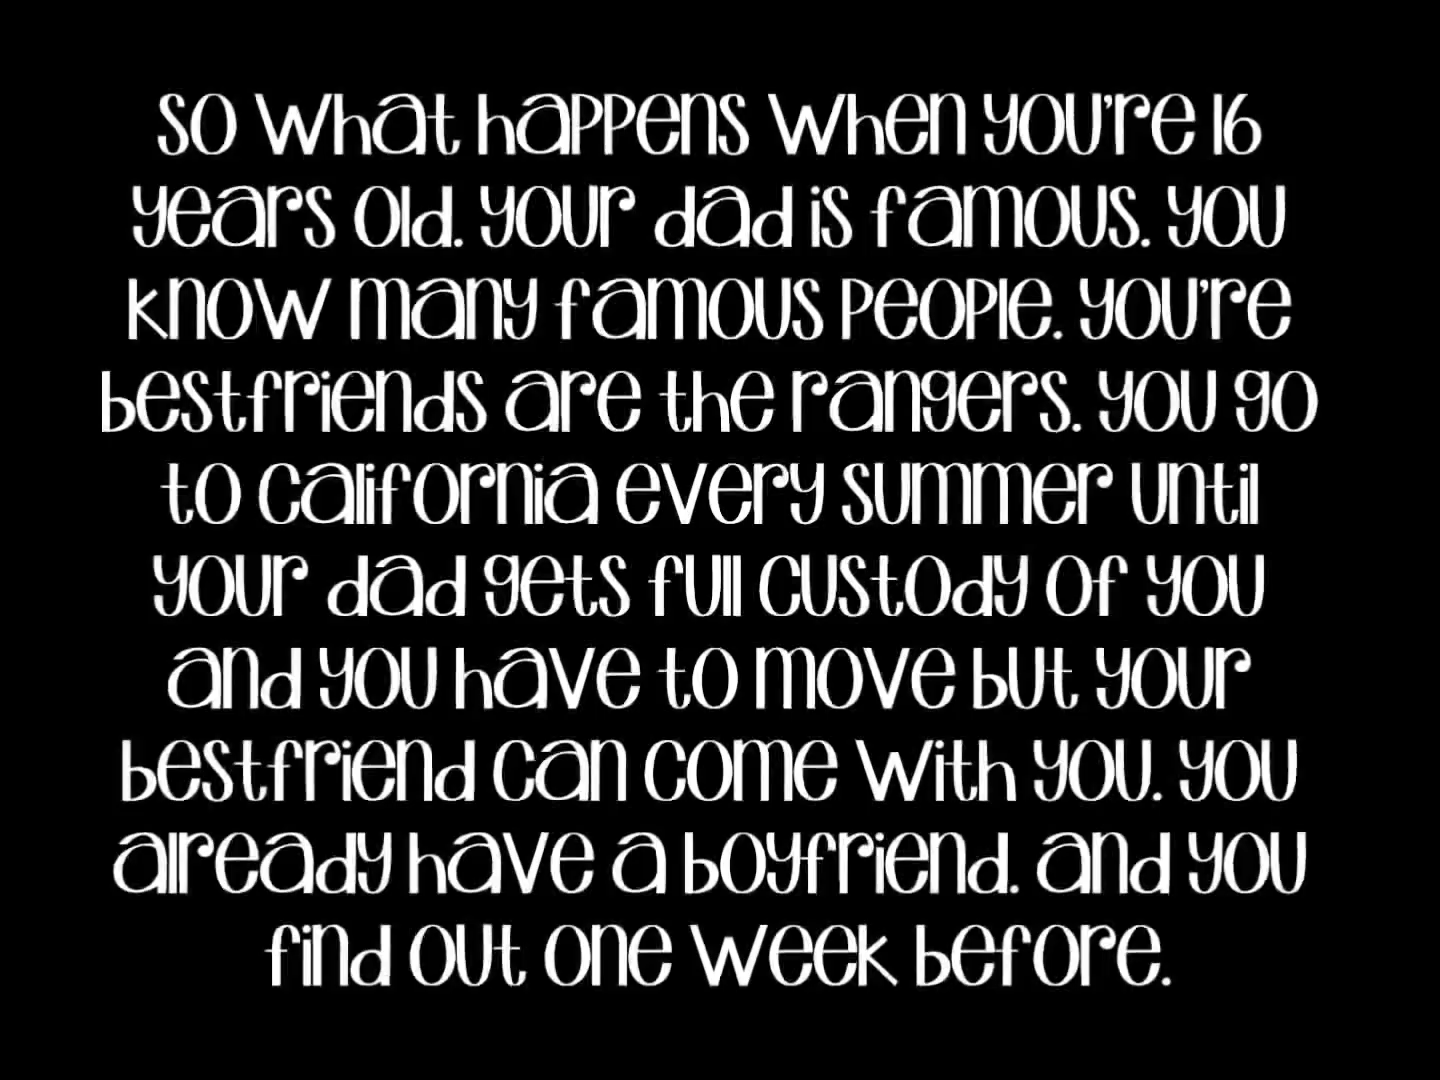 So what happens when you're 16
years old. Your dad is famous. You
know many famous people. You're
bestfriends are the rangers. You go
to California every summer until
your dad gets full custody of you
and you have to move but your
bestfriend can come with you. You
already have a boyfriend. And you
find out one week before.